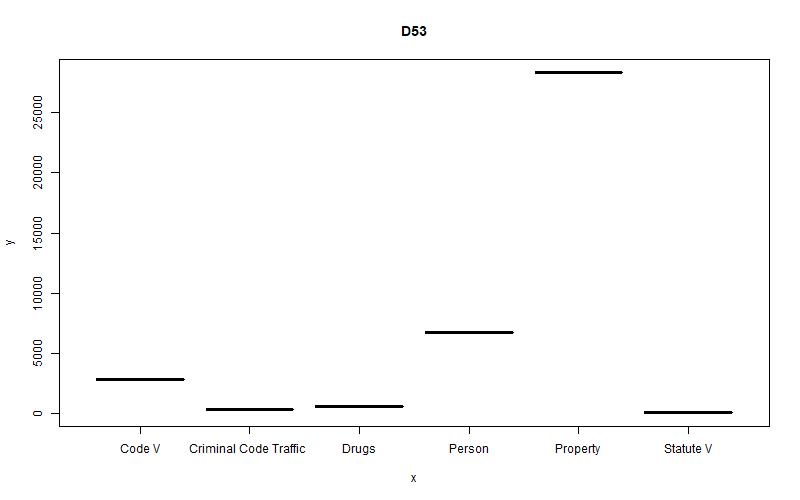 D53
y
25000
20000
15000
10000
5000
0
Code V Criminal Code Traffic Drugs Person Property Statute V
x